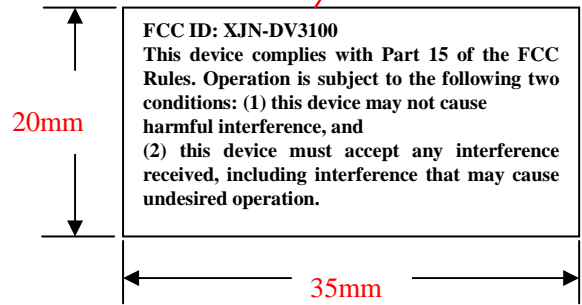 FCC ID: XJN-DV3100
This device complies with Part 15 of the FCC
Rules. Operation is subject to the following two
conditions: (1) this device may not cause
harmful interference, and
(2) this device must accept any interference
received, including interference that may cause
undesired operation.
20mm
35mm